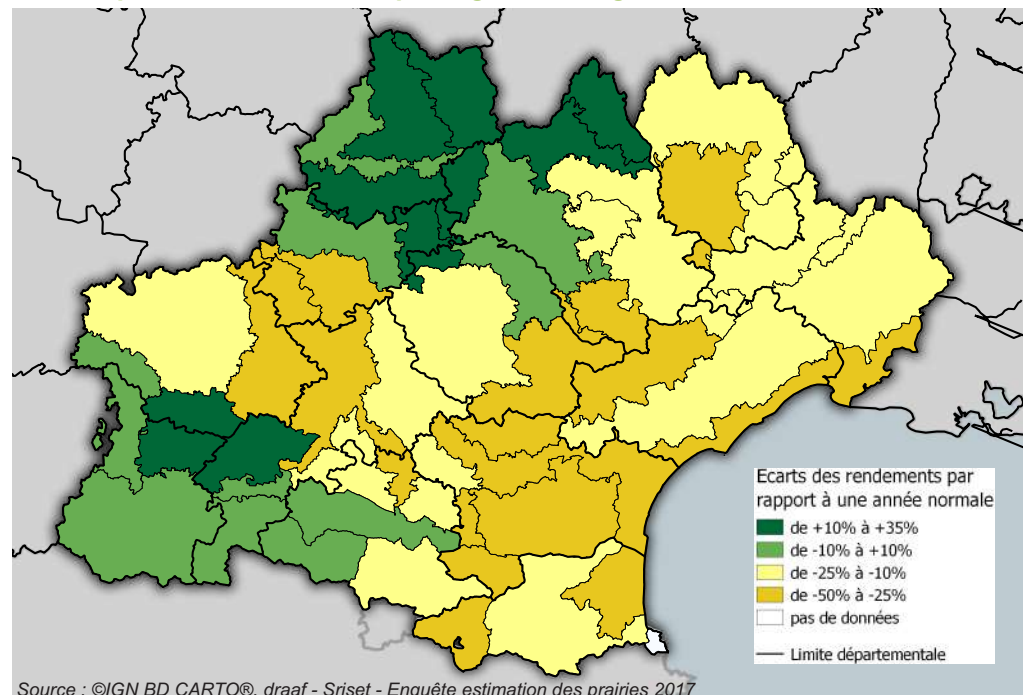 Ecarts des rendements par
rapport à une année normale
de +10% à +35%
de -10% à +10%
de -25% à -10%
de -50% à -25%
pas de données
Limite départementale
Source : ©IGN BD CARTO®, draaf - Sriset - Enquête estimation des prairies 2017